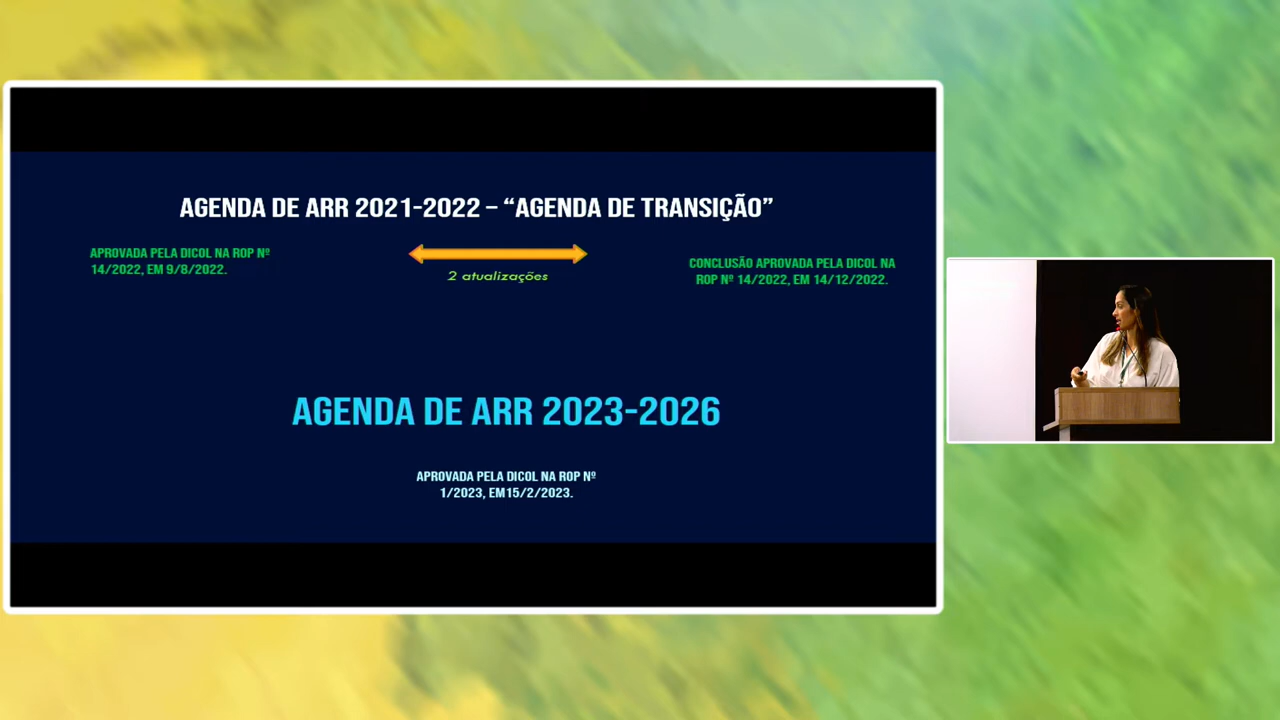 AGENDA DE ARR 2021-2022 – “AGENDA DE TRANSIÇÃO”
APROVADA PELA DICOL NA ROP Nº
14/2022, EM 9/8/2022.
2 atualizações
CONCLUSÃO APROVADA PELA DICOL NA
ROP Nº 14/2022, EM 14/12/2022.
AGENDA DE ARR 2023-2026
APROVADA PELA DICOL NA ROP Nº
1/2023, EM15/2/2023.